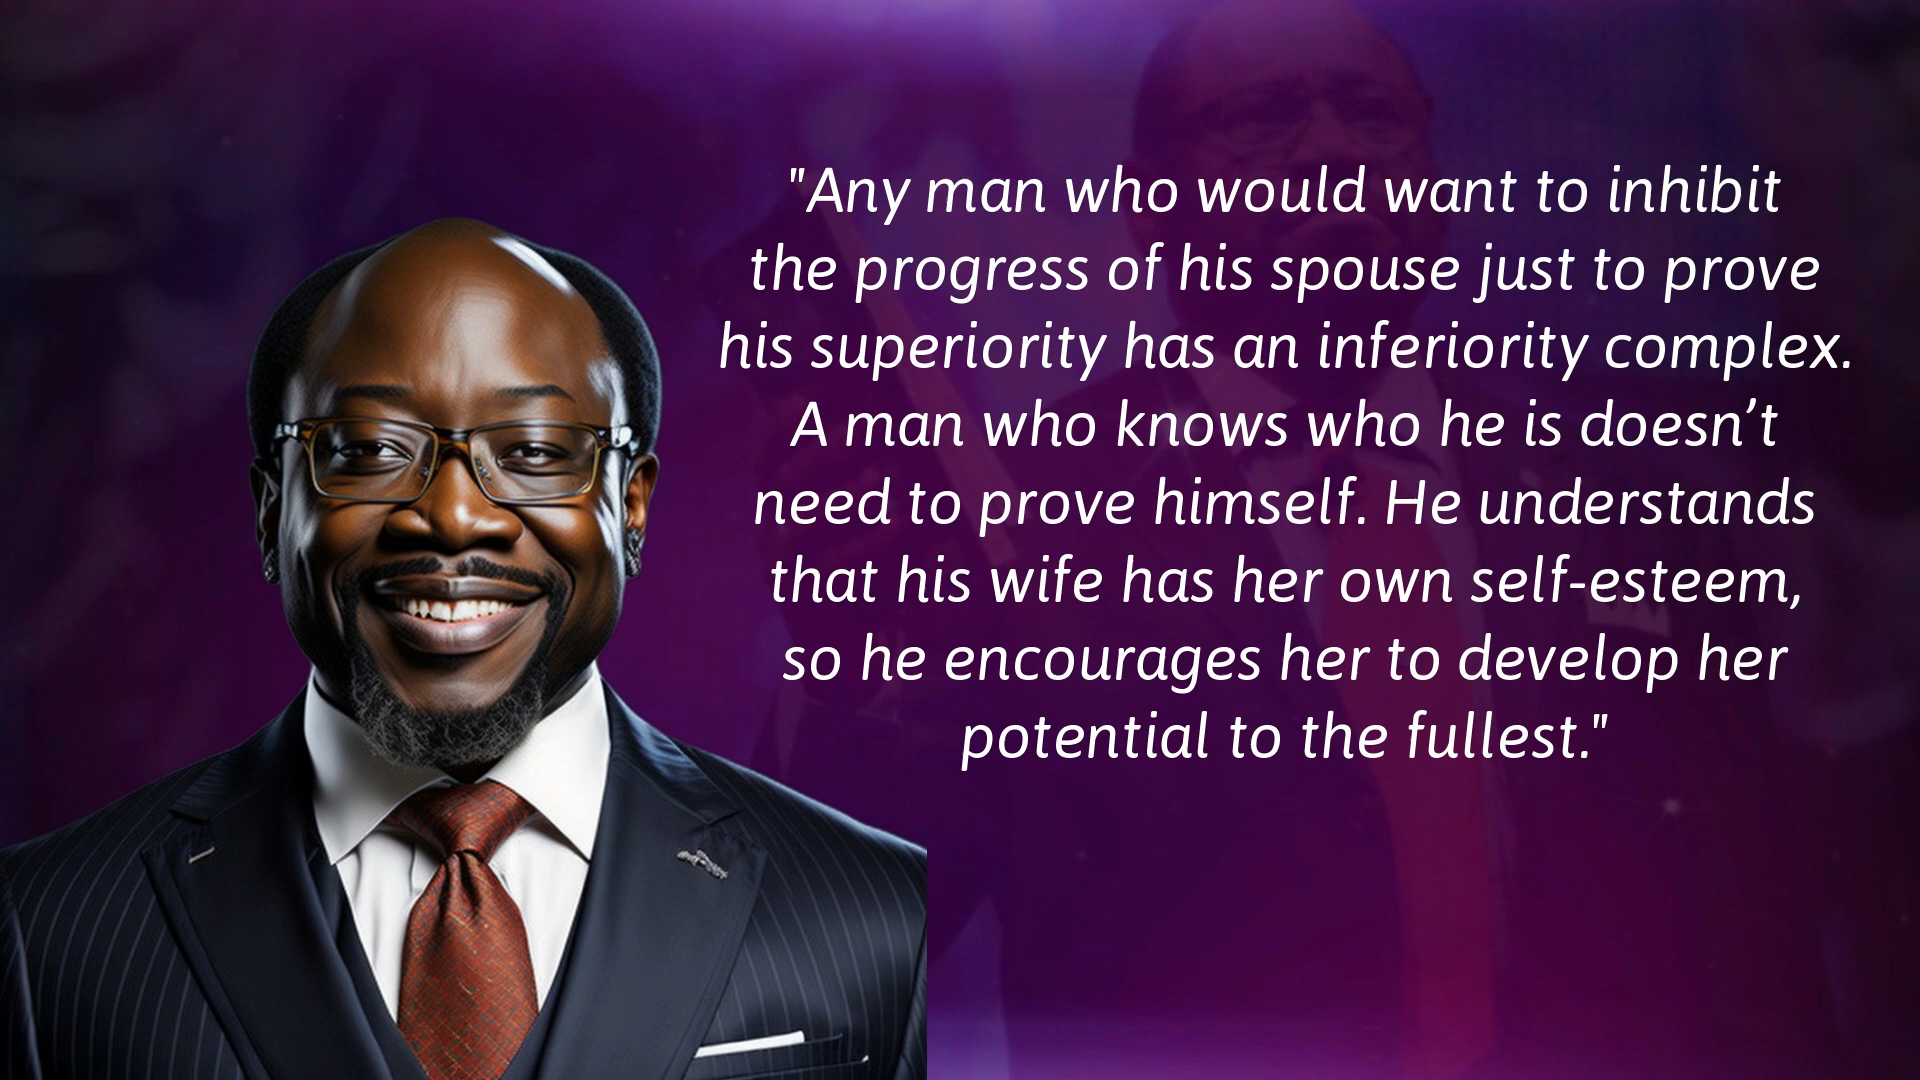 "Any man who would want to inhibit
the progress of his spouse just to prove
his superiority has an inferiority complex.
A man who knows who he is doesn’t
need to prove himself. He understands
that his wife has her own self-esteem,
so he encourages her to develop her
potential to the fullest."